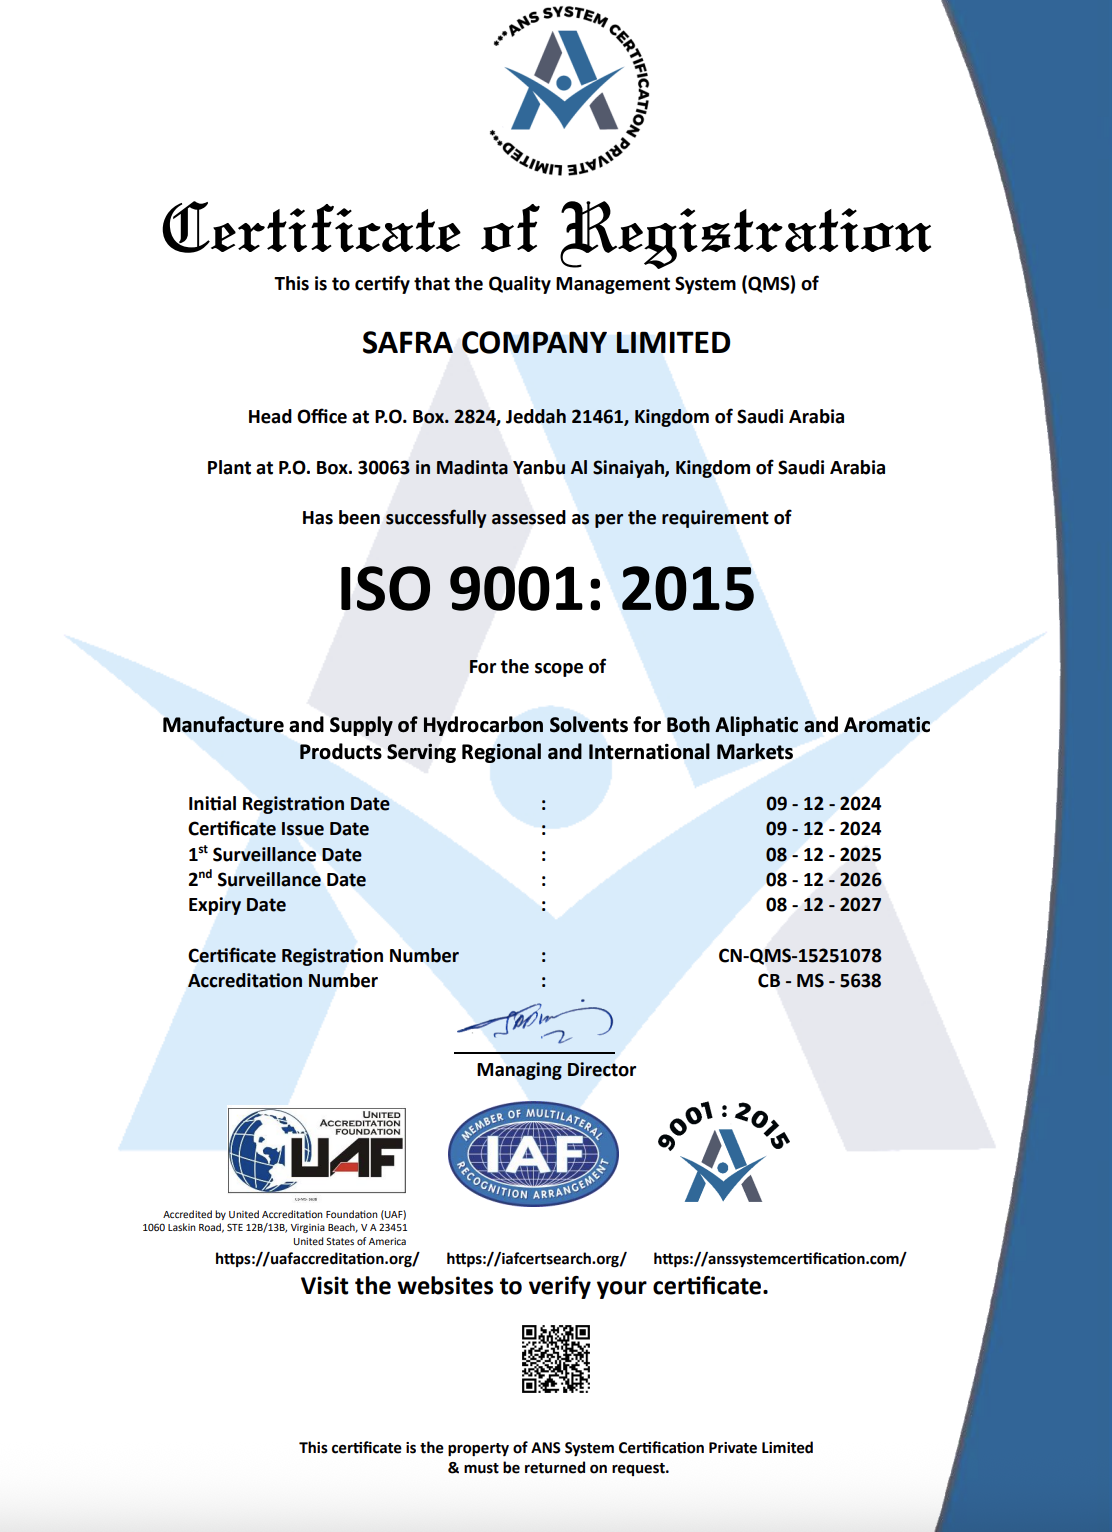 ***ANS SYSTEM CERTIFICATION PRIVATE LIMITED***
Certificate of Registration
This is to certify that the Quality Management System (QMS) of
SAFRA COMPANY LIMITED
Head Office at P.O. Box. 2824, Jeddah 21461, Kingdom of Saudi Arabia
Plant at P.O. Box. 30063 in Madinta Yanbu Al Sinaiyah, Kingdom of Saudi Arabia
Has been successfully assessed as per the requirement of
ISO 9001: 2015
For the scope of
Manufacture and Supply of Hydrocarbon Solvents for Both Aliphatic and Aromatic
Products Serving Regional and International Markets
Initial Registration Date : 09 - 12 - 2024
Certificate Issue Date : 09 - 12 - 2024
1st Surveillance Date : 08 - 12 - 2025
2nd Surveillance Date : 08 - 12 - 2026
Expiry Date : 08 - 12 - 2027
Certificate Registration Number : CN-QMS-15251078
Accreditation Number : CB - MS - 5638
Managing Director
UNITED
ACCREDITATION
FOUNDATION
UAF
MEMBER OF MULTILATERAL
IAF
RECOGNITION ARRANGEMENT
9001 : 2015
Accredited by United Accreditation Foundation (UAF)
1060 Laskin Road, STE 12B/13B, Virginia Beach, V A 23451
United States of America
https://uafaccreditation.org/ https://iafcertsearch.org/ https://anssystemcertification.com/
Visit the websites to verify your certificate.
This certificate is the property of ANS System Certification Private Limited
& must be returned on request.